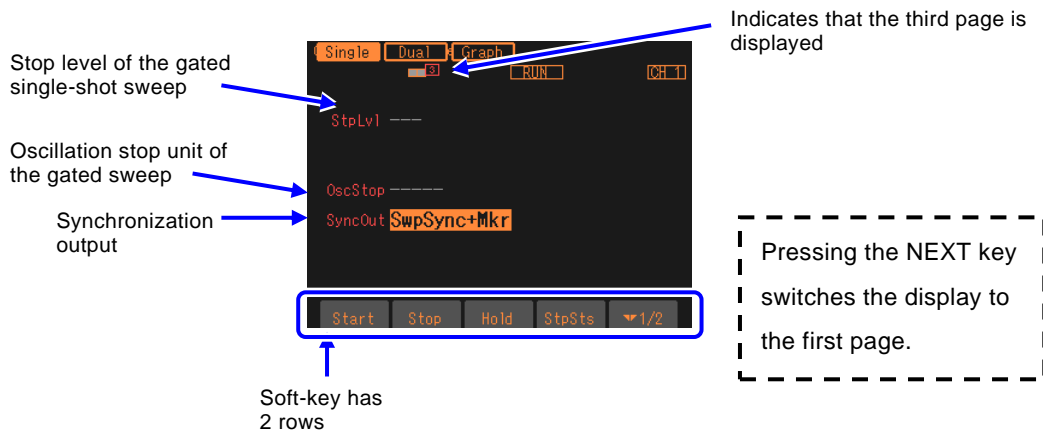 Indicates that the third page is
displayed
Single Dual Graph
3 RUN CH 1
Stop level of the gated
single-shot sweep
StpLvl ---
Oscillation stop unit of
the gated sweep
OscStop -----
Synchronization
output
SyncOut SwpSync+Mkr
Pressing the NEXT key
switches the display to
the first page.
Start Stop Hold StpSts 1/2
Soft-key has
2 rows